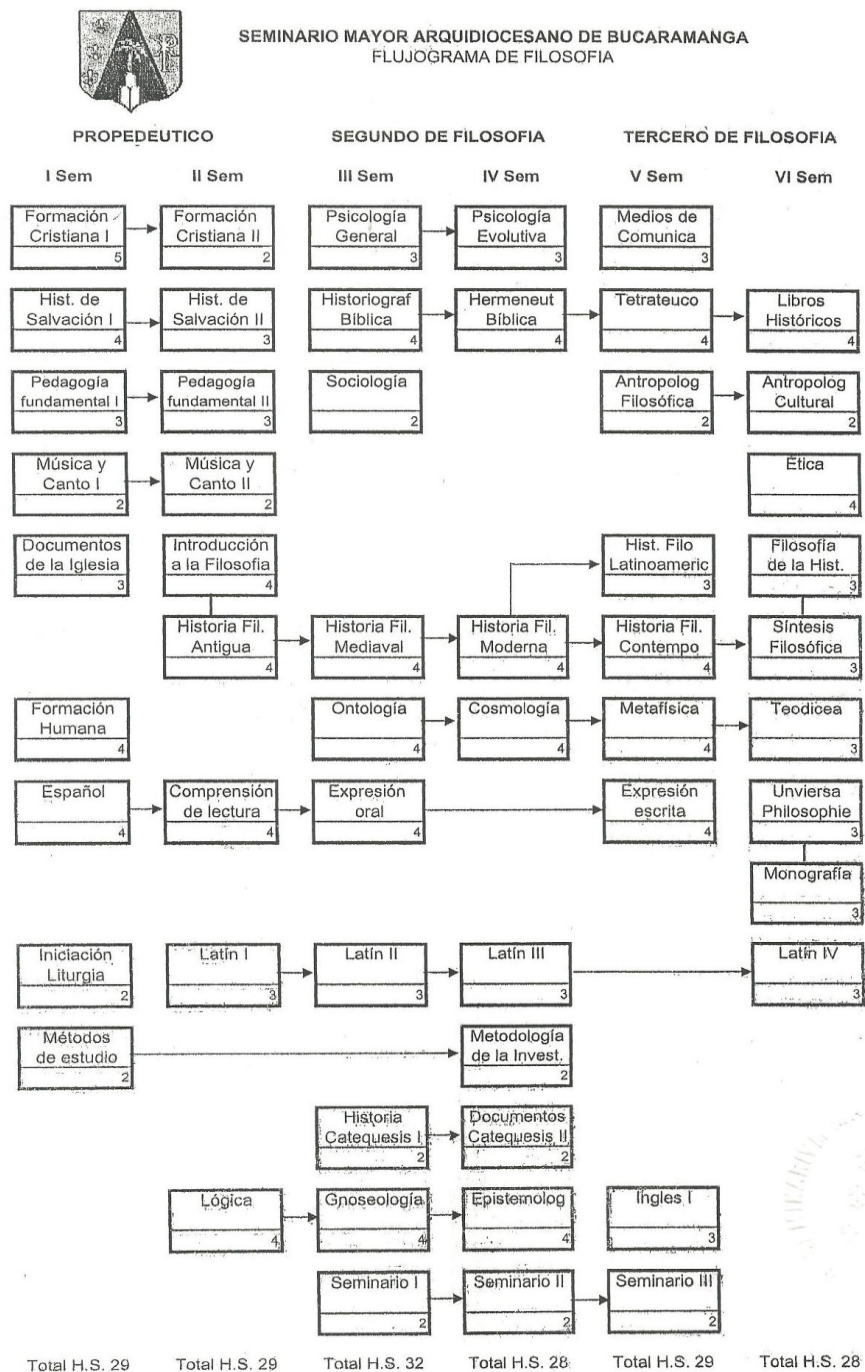 SEMINARIO MAYOR ARQUIDIOCESANO DE BUCARAMANGA
FLUJOGRAMA DE FILOSOFIA
PROPEDÉUTICO SEGUNDO DE FILOSOFIA TERCERO DE FILOSOFIA
I Sem II Sem III Sem IV Sem V Sem VI Sem
Formación Formación Psicología Psicología Medios de
Cristiana I Cristiana II General Evolutiva Comunica
5 2 3 3 3
Hist. de Hist. de Historiograf Hermeneut Tetrateuco Libros
Salvación I Salvación II Bíblica Bíblica Históricos
4 3 4 4 4 4
Pedagogía Pedagogía Sociología Antropolog Antropolog
fundamental I fundamental II Filosófica Cultural
3 3 2 2 2
Música y Música y Ética
Canto I Canto II
2 2 4
Documentos Introducción Hist. Filo Filosofía
de la Iglesia a la Filosofia Latinoameric de la Hist.
3 4 3 3
Historia Fil. Historia Fil. Historia Fil. Historia Fil. Síntesis
Antigua Mediaval Moderna Contempo Filosófica
4 4 4 4 3
Formación Ontología Cosmología Metafísica Teodicea
Humana
4 4 4 4 3
Español Comprensión Expresión Expresión Unviersa
de lectura oral escrita Philosophie
4 4 4 4 3
Monografía
3
Iniciación Latín I Latín II Latín III Latín IV
Liturgia
2 3 3 3 3
Métodos Metodología
de estudio de la Invest.
2 2
Historia Documentos
Catequesis I Catequesis II
2 2
Lógica Gnoseología Epistemolog Ingles I
4 4 4 3
Seminario I Seminario II Seminario III
2 2 2
Total H.S. 29 Total H.S. 29 Total H.S. 32 Total H.S. 28 Total H.S. 29 Total H.S. 28